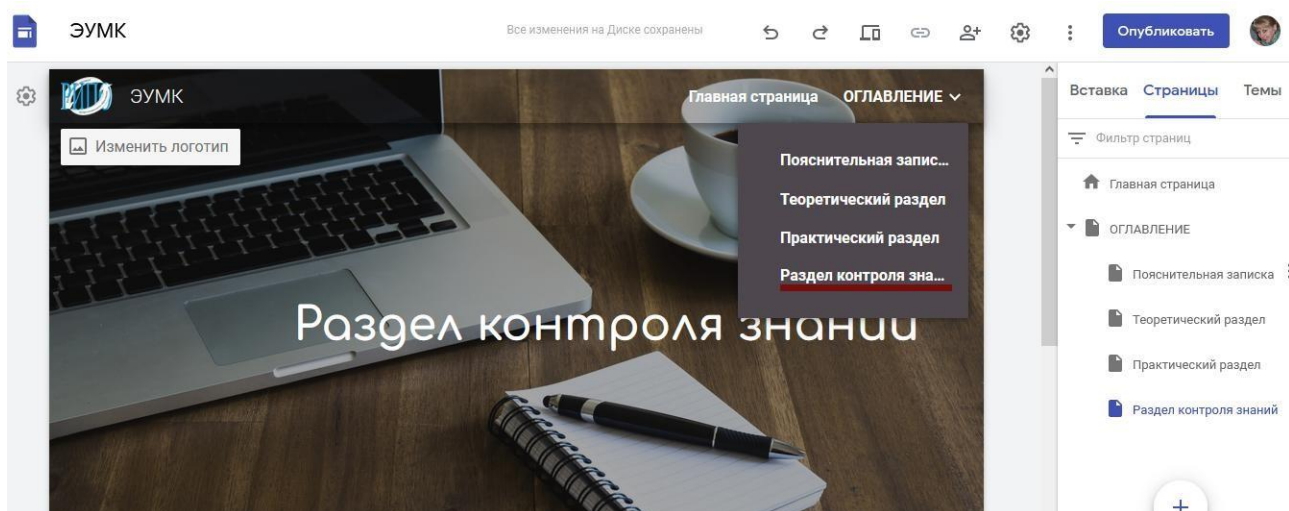 ЭУМК
Все изменения на Диске сохранены
Опубликовать
ЭУМК
Главная страница
ОГЛАВЛЕНИЕ
Изменить логотип
Пояснительная запис...
Теоретический раздел
Практический раздел
Раздел контроля зна...
Раздел контроля знаний
Вставка
Страницы
Темы
Фильтр страниц
Главная страница
ОГЛАВЛЕНИЕ
Пояснительная записка
Теоретический раздел
Практический раздел
Раздел контроля знаний